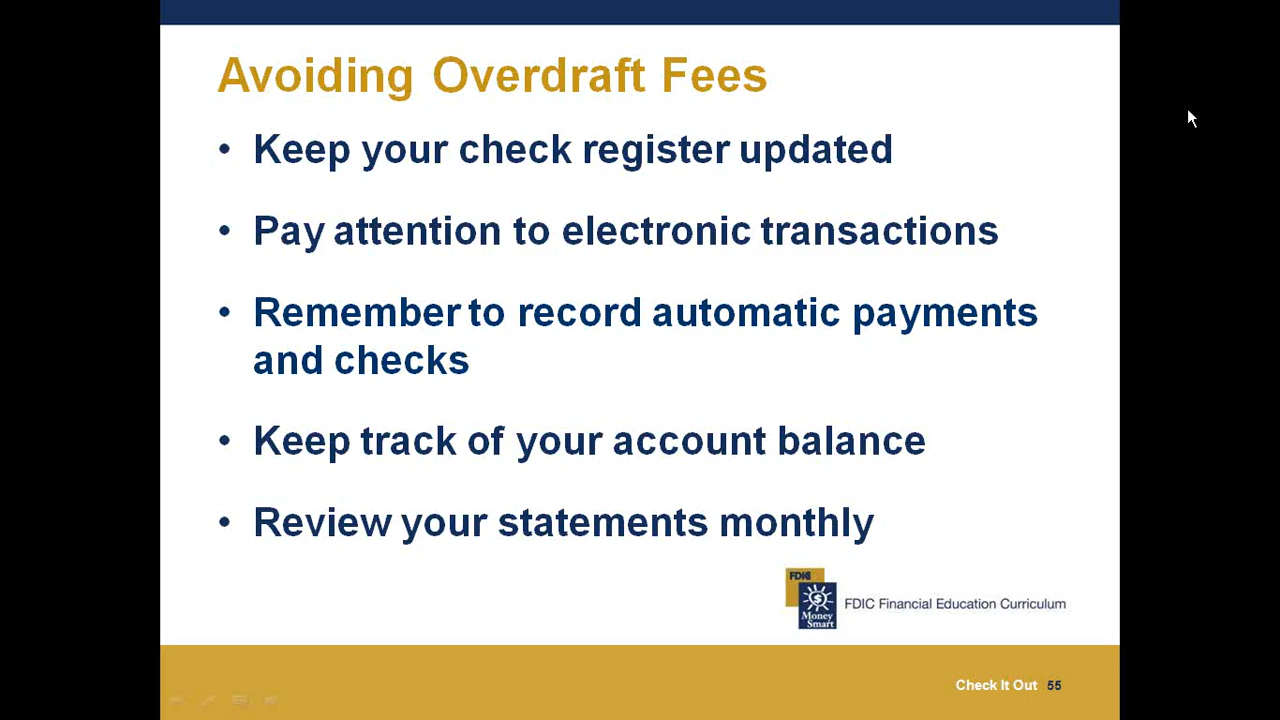 Avoiding Overdraft Fees
• Keep your check register updated
• Pay attention to electronic transactions
• Remember to record automatic payments
and checks
• Keep track of your account balance
• Review your statements monthly
FDIC
Money
Smart
FDIC Financial Education Curriculum
Check It Out 55